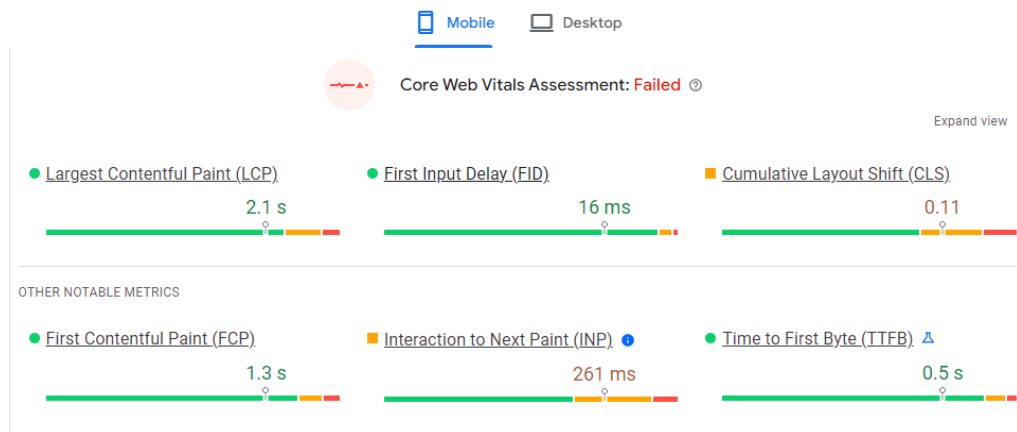 Mobile Desktop
Core Web Vitals Assessment: Failed
Expand view
Largest Contentful Paint (LCP) First Input Delay (FID) Cumulative Layout Shift (CLS)
2.1 s 16 ms 0.11
OTHER NOTABLE METRICS
First Contentful Paint (FCP) Interaction to Next Paint (INP) Time to First Byte (TTFB)
1.3 s 261 ms 0.5 s